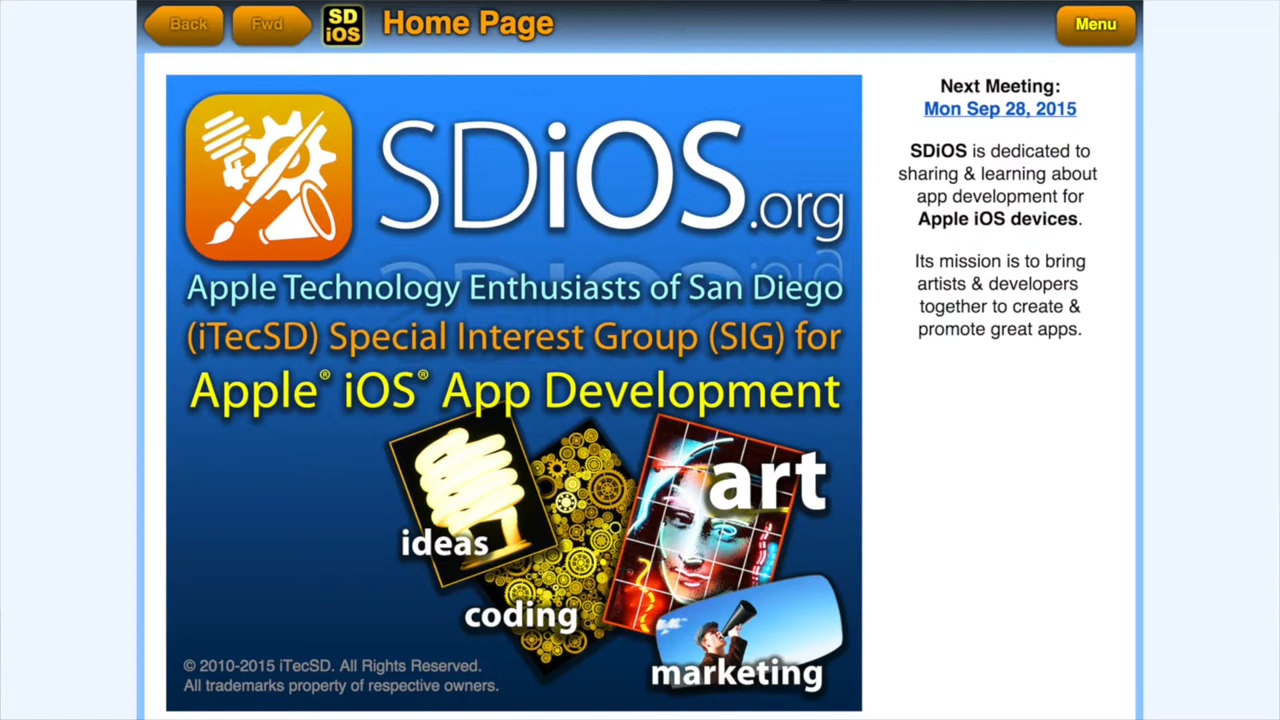 Back
Fwd
SD
iOS
Home Page
Menu
SDiOS.org
Apple Technology Enthusiasts of San Diego
(iTecSD) Special Interest Group (SIG) for
Apple® iOS® App Development
ideas
coding
art
marketing
© 2010-2015 iTecSD. All Rights Reserved.
All trademarks property of respective owners.
Next Meeting:
Mon Sep 28, 2015
SDiOS is dedicated to
sharing & learning about
app development for
Apple iOS devices.
Its mission is to bring
artists & developers
together to create &
promote great apps.